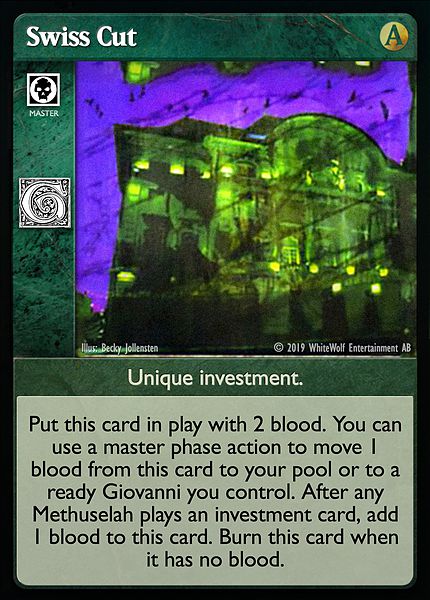 Swiss Cut
A
MASTER
G
Illus: Becky Jollensten
© 2019 WhiteWolf Entertainment AB
Unique investment.
Put this card in play with 2 blood. You can
use a master phase action to move 1
blood from this card to your pool or to a
ready Giovanni you control. After any
Methuselah plays an investment card, add
1 blood to this card. Burn this card when
it has no blood.